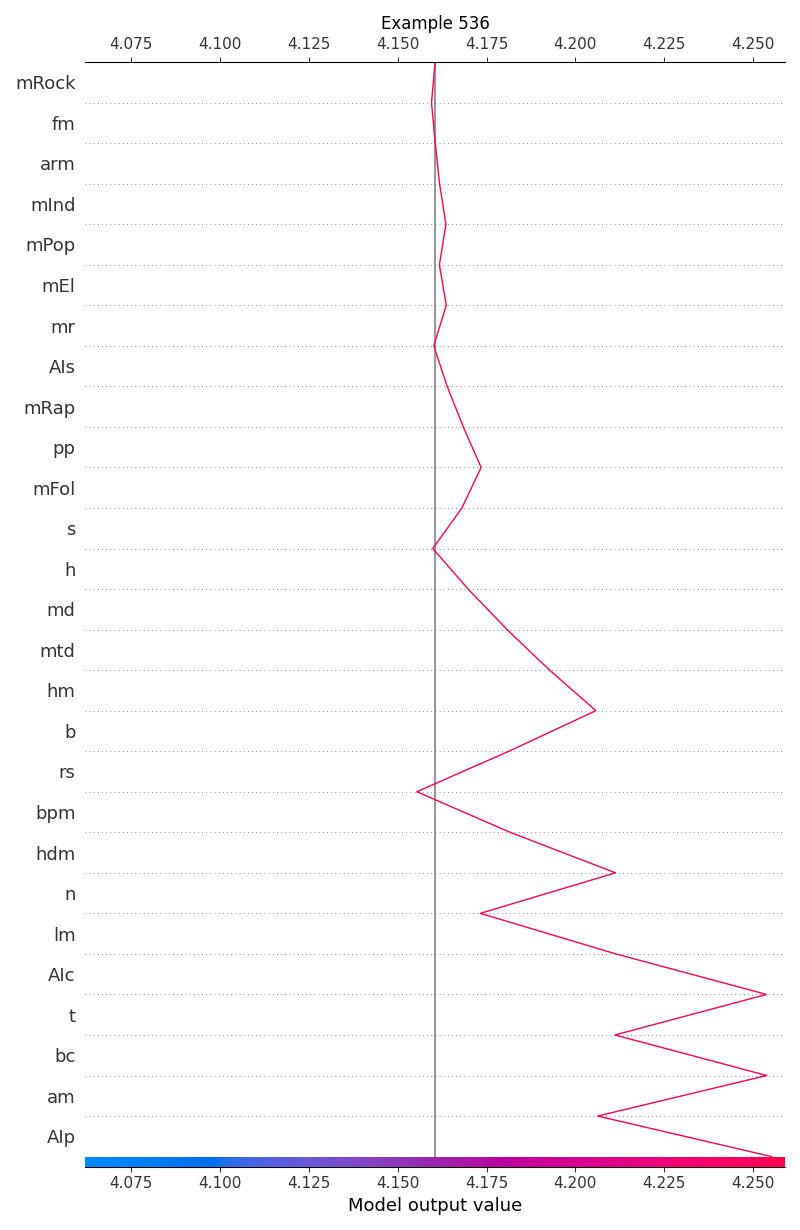 Example 536
4.075 4.100 4.125 4.150 4.175 4.200 4.225 4.250
mRock
fm
arm
mInd
mPop
mEl
mr
AIs
mRap
pp
mFol
s
h
md
mtd
hm
b
rs
bpm
hdm
n
lm
AIc
t
bc
am
AIp
4.075 4.100 4.125 4.150 4.175 4.200 4.225 4.250
Model output value